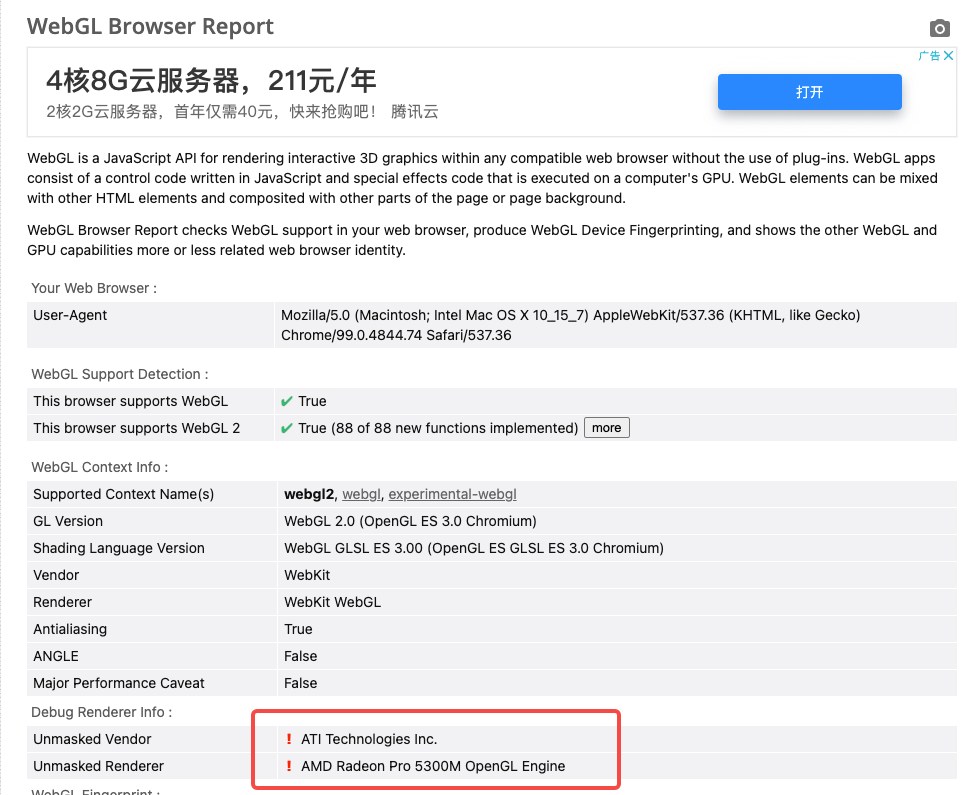 WebGL Browser Report
广告
4核8G云服务器，211元/年
2核2G云服务器，首年仅需40元，快来抢购吧！ 腾讯云
打开
WebGL is a JavaScript API for rendering interactive 3D graphics within any compatible web browser without the use of plug-ins. WebGL apps
consist of a control code written in JavaScript and special effects code that is executed on a computer's GPU. WebGL elements can be mixed
with other HTML elements and composited with other parts of the page or page background.
WebGL Browser Report checks WebGL support in your web browser, produce WebGL Device Fingerprinting, and shows the other WebGL and
GPU capabilities more or less related web browser identity.
Your Web Browser :
User-Agent Mozilla/5.0 (Macintosh; Intel Mac OS X 10_15_7) AppleWebKit/537.36 (KHTML, like Gecko)
Chrome/99.0.4844.74 Safari/537.36
WebGL Support Detection :
This browser supports WebGL ✔ True
This browser supports WebGL 2 ✔ True (88 of 88 new functions implemented) more
WebGL Context Info :
Supported Context Name(s) webgl2, webgl, experimental-webgl
GL Version WebGL 2.0 (OpenGL ES 3.0 Chromium)
Shading Language Version WebGL GLSL ES 3.00 (OpenGL ES GLSL ES 3.0 Chromium)
Vendor WebKit
Renderer WebKit WebGL
Antialiasing True
ANGLE False
Major Performance Caveat False
Debug Renderer Info :
Unmasked Vendor ! ATI Technologies Inc.
Unmasked Renderer ! AMD Radeon Pro 5300M OpenGL Engine
WebGL Fingerprint :